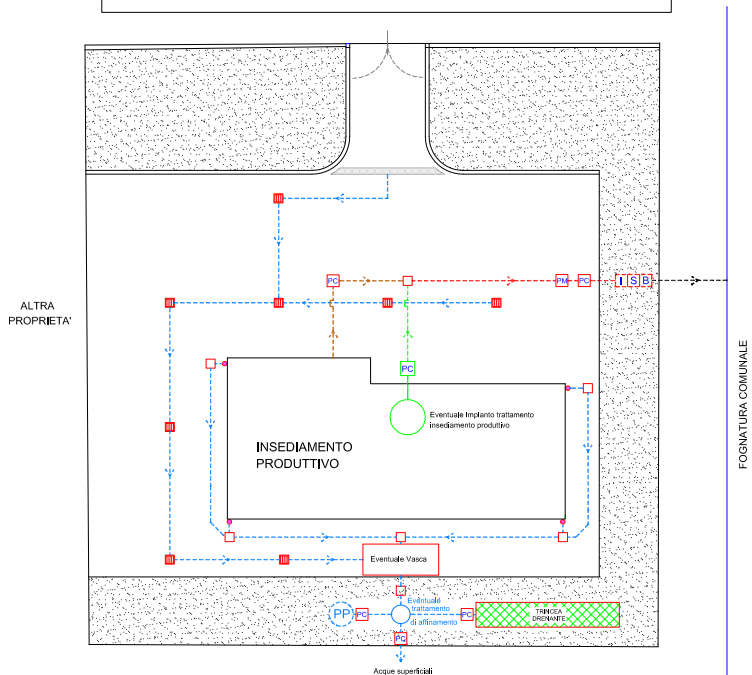 PC
PM
PC
I S B
ALTRA
PROPRIETA'
FOGNATURA COMUNALE
PC
Eventuale Impianto trattamento
insediamento produttivo
INSEDIAMENTO
PRODUTTIVO
Eventuale Vasca
Eventuale
trattamento
di affinamento
PP
PC
PC
TRINCEA
DRENANTE
PC
Acque superficiali